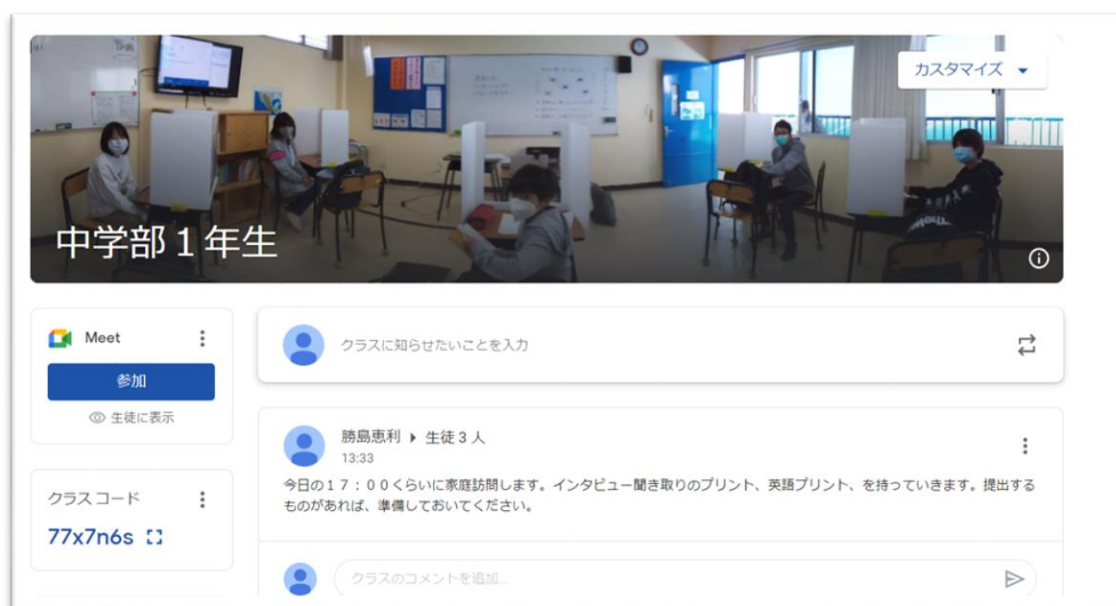 カスタマイズ
中学部１年生
Meet
参加
生徒に表示
クラスに知らせたいことを入力
勝島恵利 ▶ 生徒 3 人
13:33
今日の１７：００くらいに家庭訪問します。インタビュー聞き取りのプリント、英語プリント、を持っていきます。提出する
ものがあれば、準備しておいてください。
クラス コード
77x7n6s
クラスのコメントを追加...